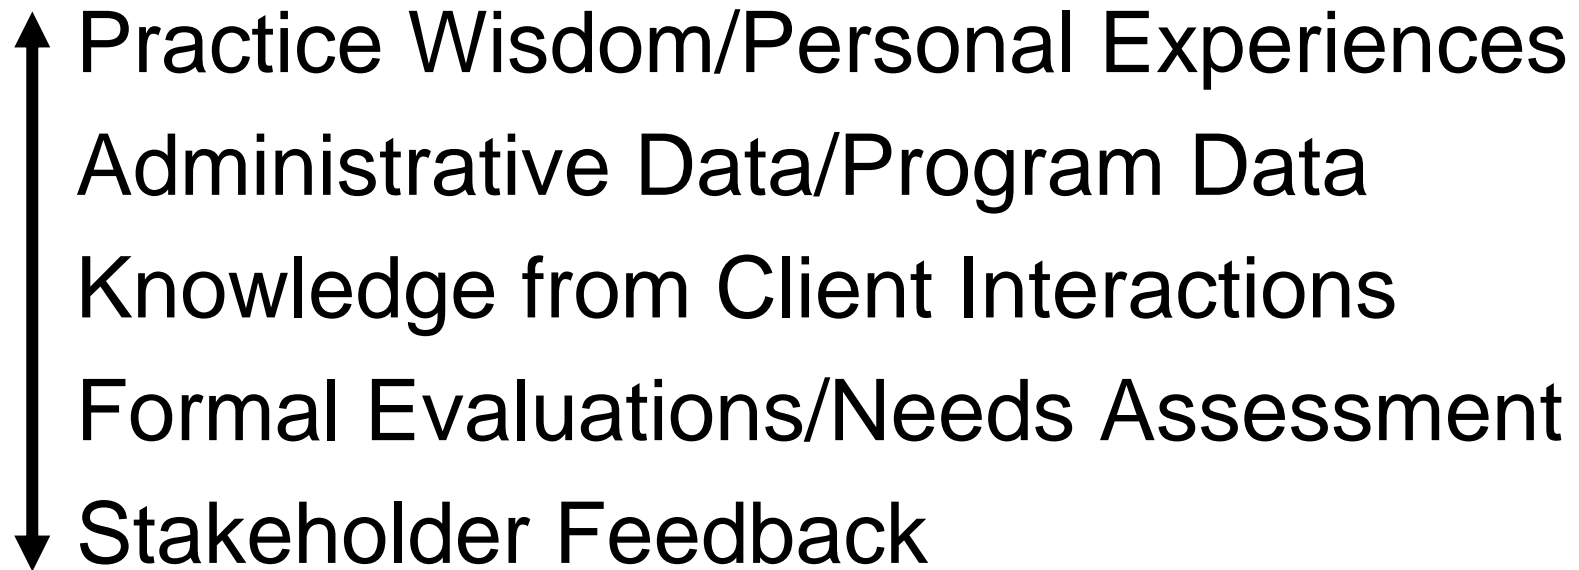 Practice Wisdom/Personal Experiences
Administrative Data/Program Data
Knowledge from Client Interactions
Formal Evaluations/Needs Assessment
Stakeholder Feedback